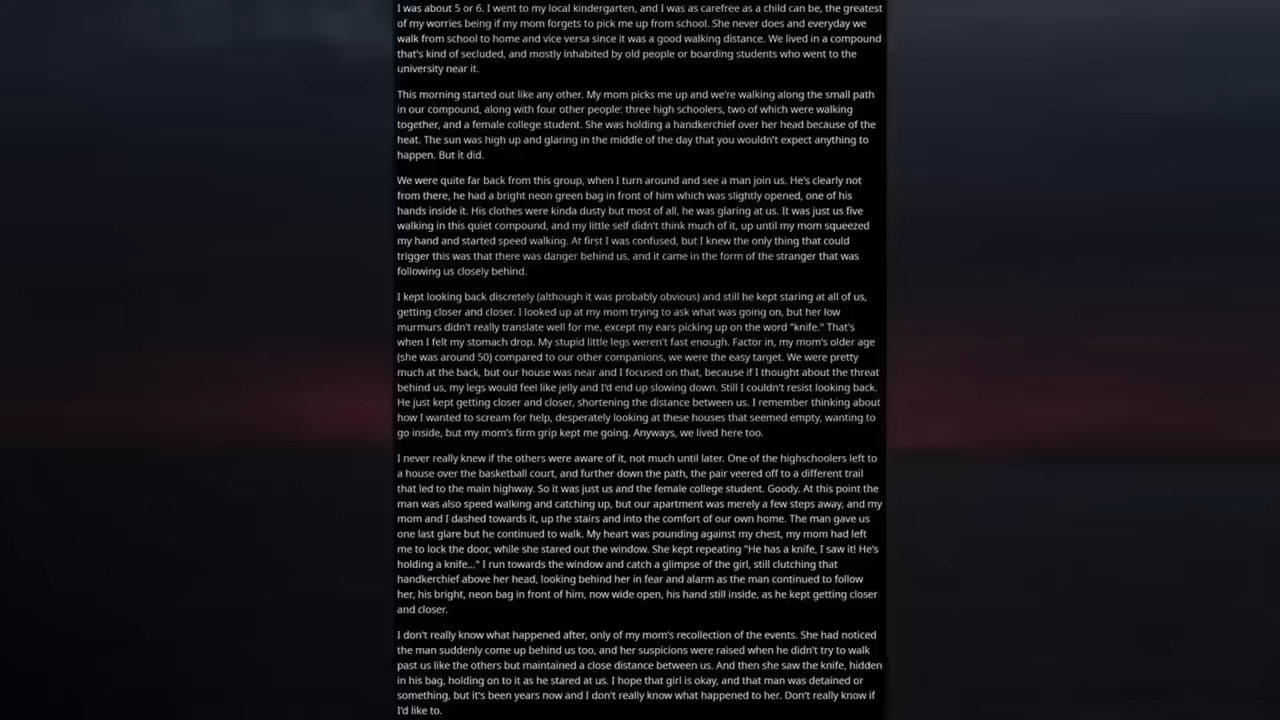 I was about 5 or 6. I went to my local kindergarten, and I was as carefree as a child can be, the greatest
of my worries being if my mom forgets to pick me up from school. She never does and everyday we
walk from school to home and vice versa since it was a good walking distance. We lived in a compound
that's kind of secluded, and mostly inhabited by old people or boarding students who went to the
university near it.
This morning started out like any other. My mom picks me up and we're walking along the small path
in our compound, along with four other people: three high schoolers, two of which were walking
together, and a female college student. She was holding a handkerchief over her head because of the
heat. The sun was high up and glaring in the middle of the day that you wouldn't expect anything to
happen. But it did.
We were quite far back from this group, when I turn around and see a man join us. He's clearly not
from there, he had a bright neon green bag in front of him which was slightly opened, one of his
hands inside it. His clothes were kinda dusty but most of all, he was glaring at us. It was just us five
walking in this quiet compound, and my little self didn't think much of it, up until my mom squeezed
my hand and started speed walking. At first I was confused, but I knew the only thing that could
trigger this was that there was danger behind us, and it came in the form of the stranger that was
following us closely behind.
I kept looking back discretely (although it was probably obvious) and still he kept staring at all of us,
getting closer and closer. I looked up at my mom trying to ask what was going on, but her low
murmurs didn't really translate well for me, except my ears picking up on the word "knife." That's
when I felt my stomach drop. My stupid little legs weren't fast enough. Factor in, my mom's older age
(she was around 50) compared to our other companions, we were the easy target. We were pretty
much at the back, but our house was near and I focused on that, because if I thought about the threat
behind us, my legs would feel like jelly and I'd end up slowing down. Still I couldn't resist looking back.
He just kept getting closer and closer, shortening the distance between us. I remember thinking about
how I wanted to scream for help, desperately looking at these houses that seemed empty, wanting to
go inside, but my mom's firm grip kept me going. Anyways, we lived here too.
I never really knew if the others were aware of it, not much until later. One of the highschoolers left to
a house over the basketball court, and further down the path, the pair veered off to a different trail
that led to the main highway. So it was just us and the female college student. Goody. At this point the
man was also speed walking and catching up, but our apartment was merely a few steps away, and my
mom and I dashed towards it, up the stairs and into the comfort of our own home. The man gave us
one last glare but he continued to walk. My heart was pounding against my chest, my mom had left
me to lock the door, while she stared out the window. She kept repeating "He has a knife, I saw it! He's
holding a knife..." I run towards the window and catch a glimpse of the girl, still clutching that
handkerchief above her head, looking behind her in fear and alarm as the man continued to follow
her, his bright, neon bag in front of him, now wide open, his hand still inside, as he kept getting closer
and closer.
I don't really know what happened after, only of my mom's recollection of the events. She had noticed
the man suddenly come up behind us too, and her suspicions were raised when he didn't try to walk
past us like the others but maintained a close distance between us. And then she saw the knife, hidden
in his bag, holding on to it as he stared at us. I hope that girl is okay, and that man was detained or
something, but it's been years now and I don't really know what happened to her. Don't really know if
I'd like to.